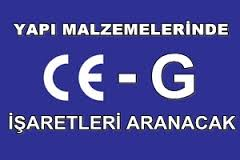 YAPI MALZEMELERİNDE
CE - G
İŞARETLERİ ARANACAK